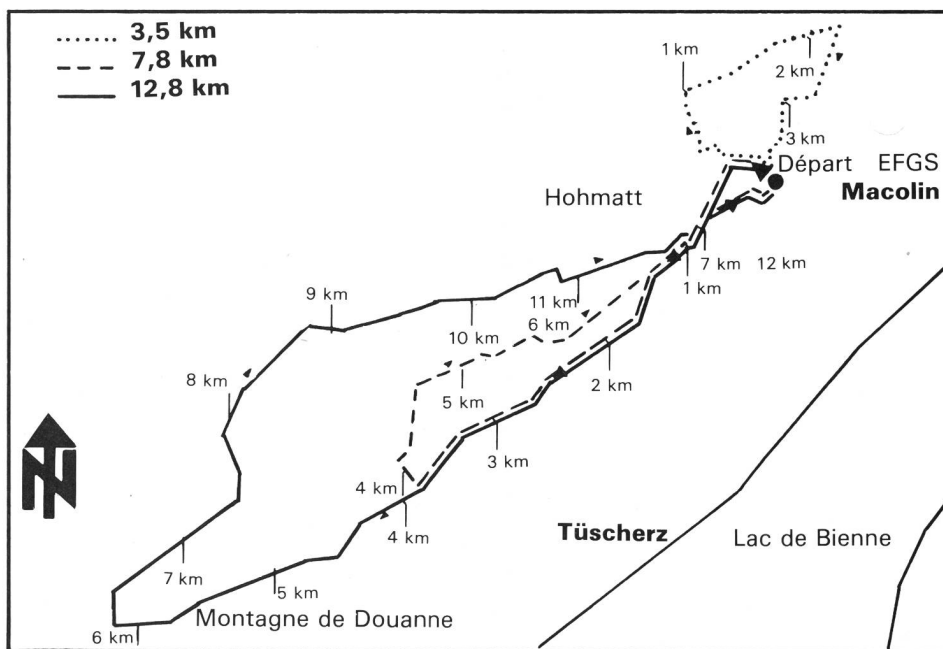 3,5 km
7,8 km
12,8 km
1 km
2 km
3 km
Départ EFGS
Macolin
Hohmatt
7 km 12 km
1 km
9 km
11 km
10 km
6 km
8 km
5 km
2 km
3 km
4 km
4 km
N
Tüscherz
Lac de Bienne
7 km
5 km
Montagne de Douanne
6 km